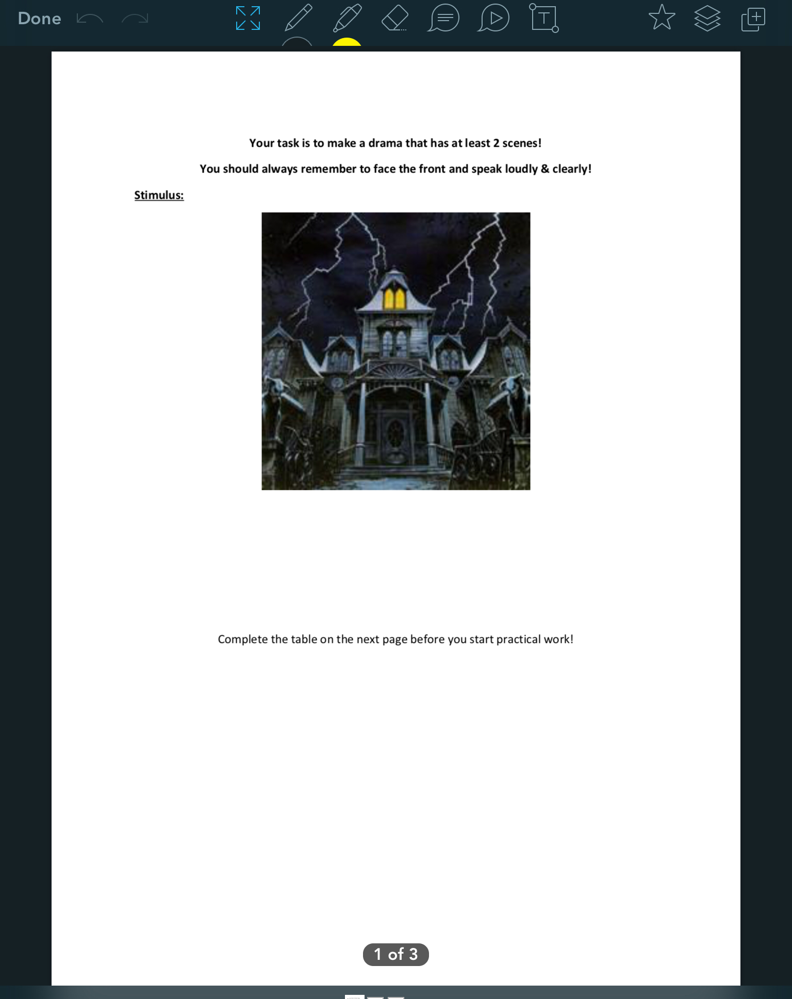 Done
T
Your task is to make a drama that has at least 2 scenes!
You should always remember to face the front and speak loudly & clearly!
Stimulus:
Complete the table on the next page before you start practical work!
1 of 3